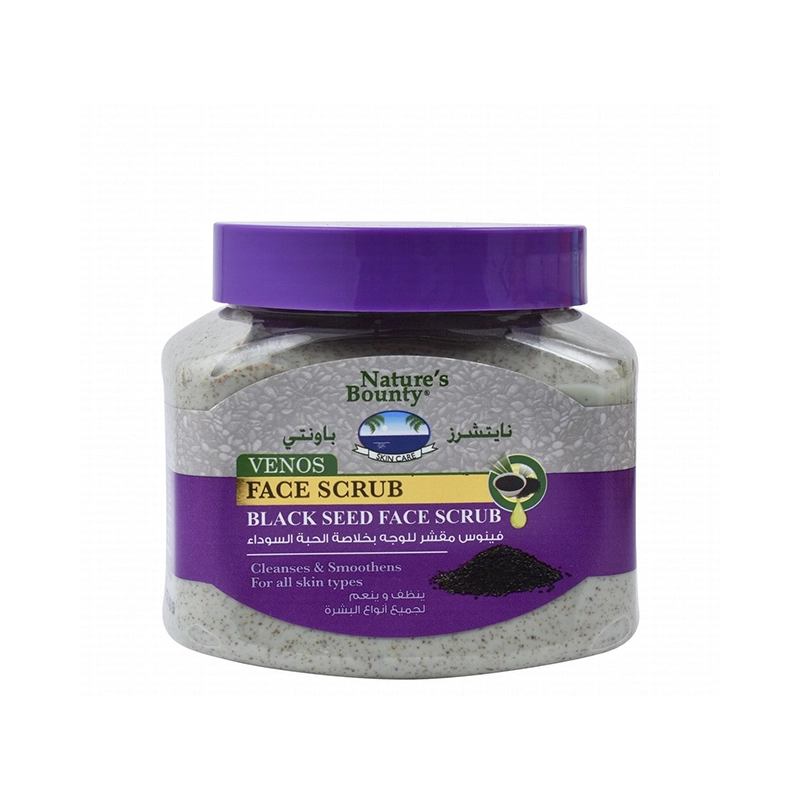 Nature's
Bounty®
نايتشرز باونتي
SKIN CARE
VENOS
FACE SCRUB
BLACK SEED FACE SCRUB
فينوس مقشر للوجه بخلاصة الحبة السوداء
Cleanses & Smoothens
For all skin types
ينظف و ينعم
لجميع أنواع البشرة